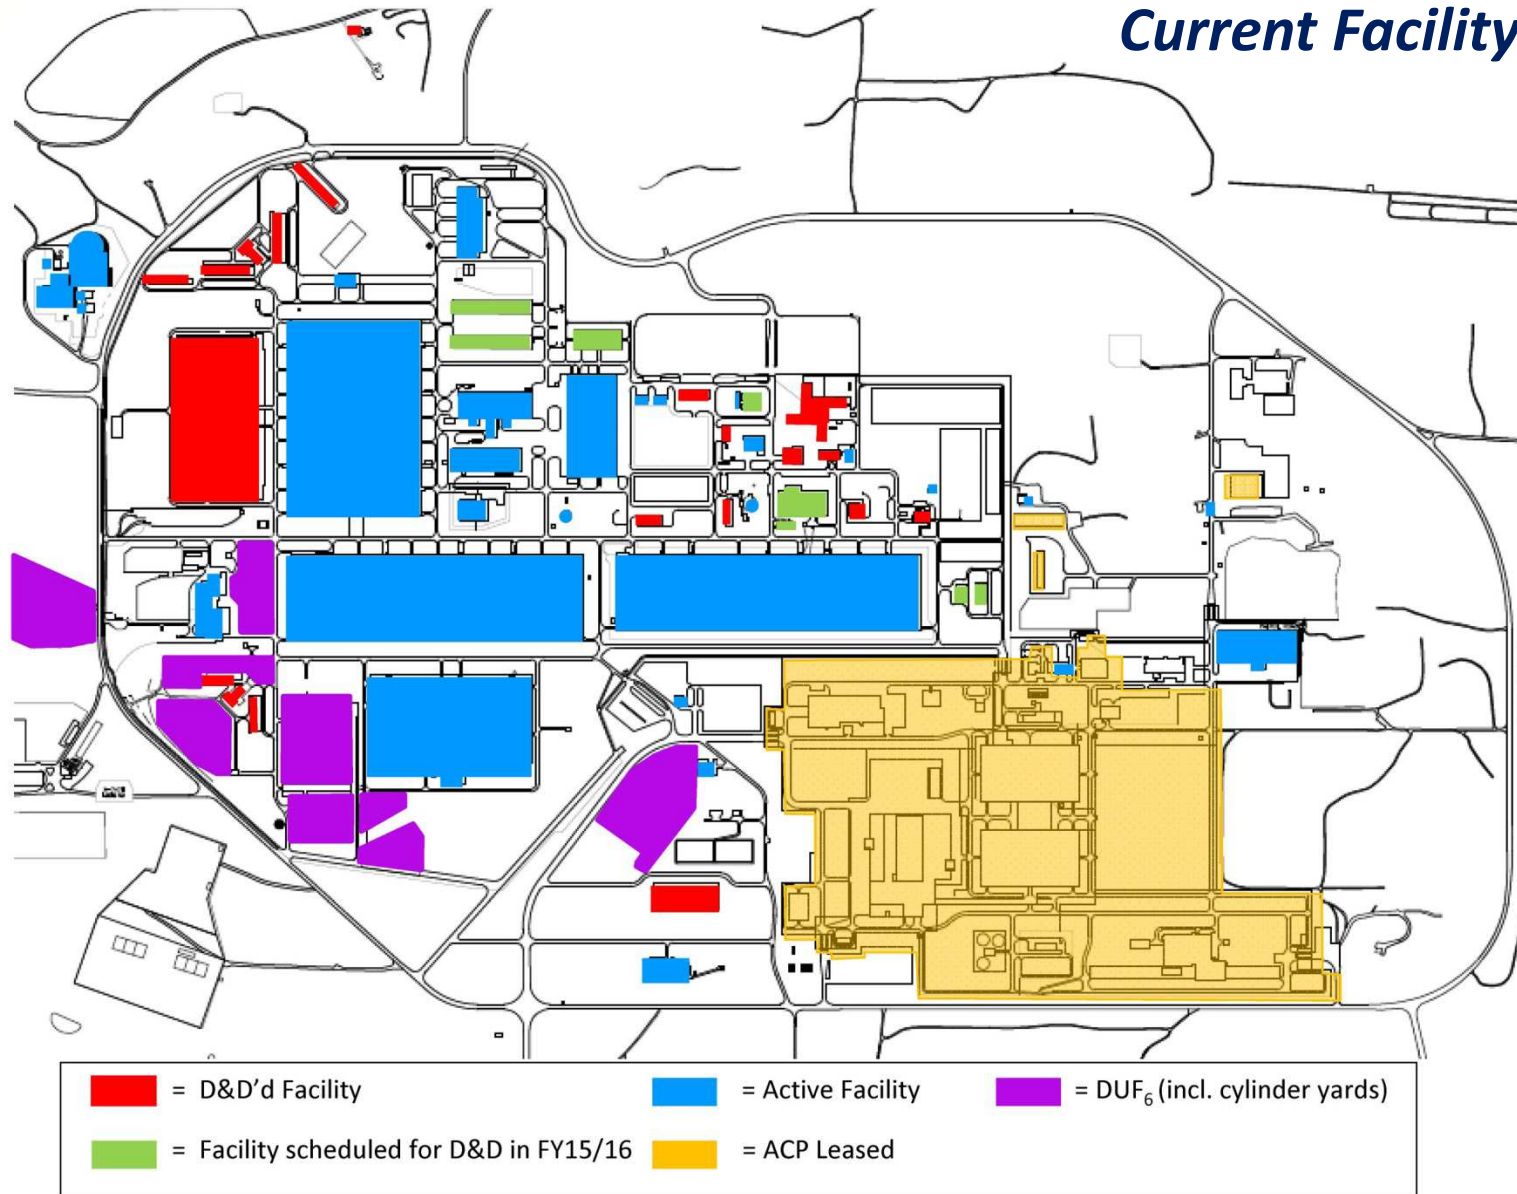 Current Facility
= D&D’d Facility
= Active Facility
= DUF₆ (incl. cylinder yards)
= Facility scheduled for D&D in FY15/16
= ACP Leased